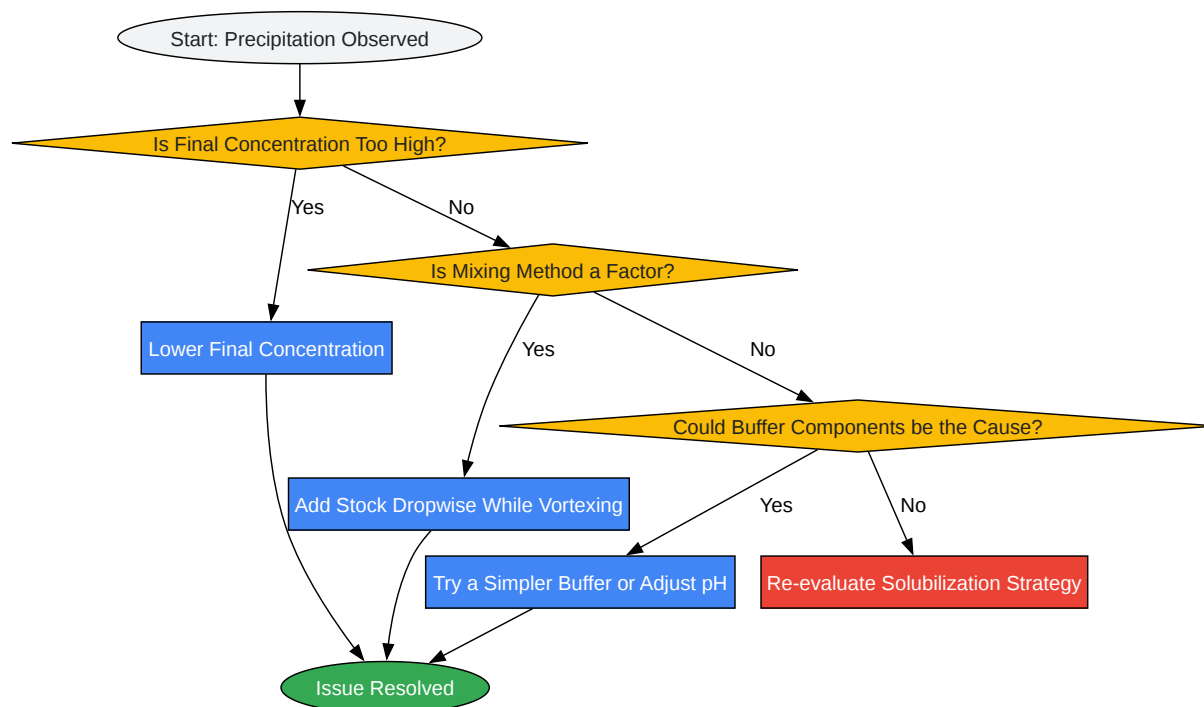 Start: Precipitation Observed
Is Final Concentration Too High?
Yes
No
Is Mixing Method a Factor?
Lower Final Concentration
Yes
No
Could Buffer Components be the Cause?
Add Stock Dropwise While Vortexing
Yes
No
Try a Simpler Buffer or Adjust pH
Re-evaluate Solubilization Strategy
Issue Resolved